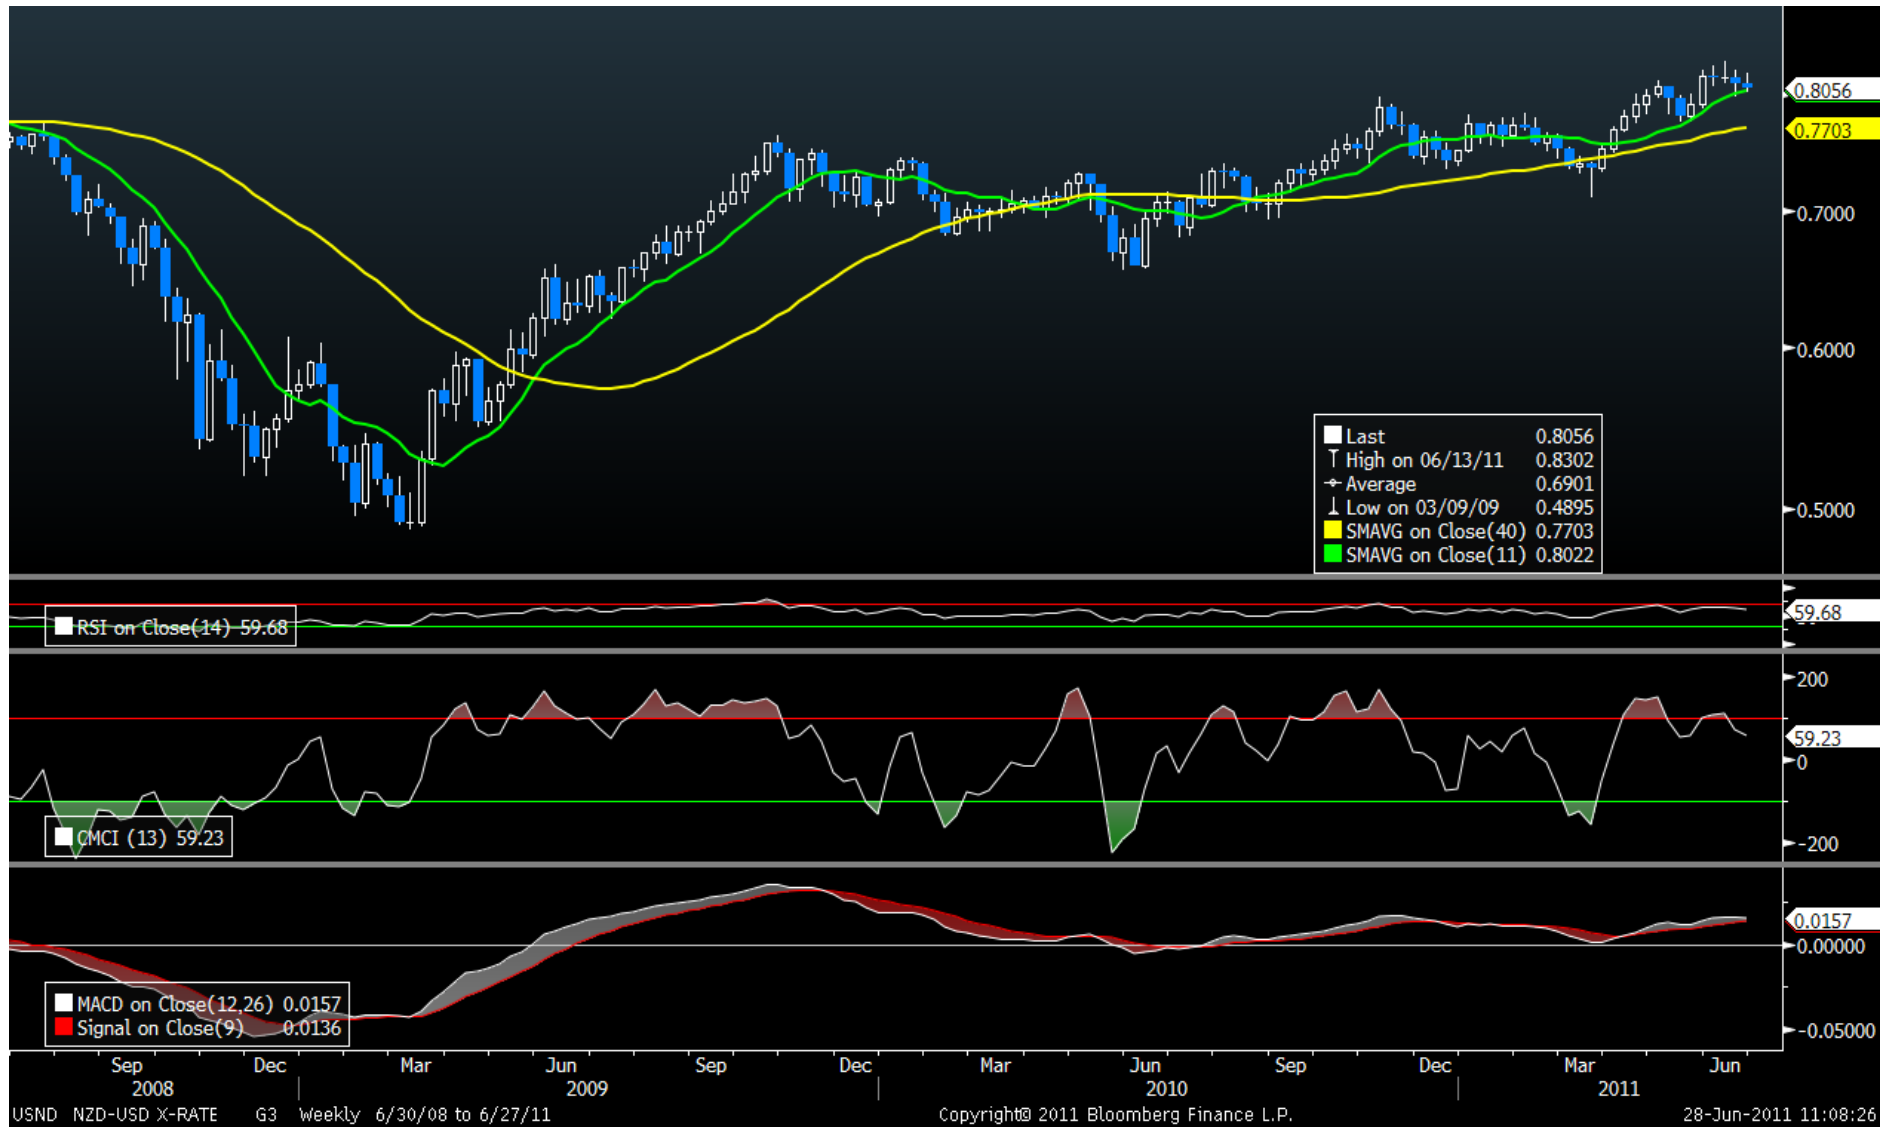 0.8056
0.7703
0.7000
0.6000
0.5000
Last 0.8056
High on 06/13/11 0.8302
Average 0.6901
Low on 03/09/09 0.4895
SMAVG on Close(40) 0.7703
SMAVG on Close(11) 0.8022
RSI on Close(14) 59.68
59.68
200
59.23
0
-200
CMCI (13) 59.23
0.0157
0.00000
-0.05000
MACD on Close(12,26) 0.0157
Signal on Close(9) 0.0136
Sep Dec Mar Jun Sep Dec Mar Jun Sep Dec Mar Jun
2008 2009 2010 2011
USND NZD-USD X-RATE G3 Weekly 6/30/08 to 6/27/11 Copyright© 2011 Bloomberg Finance L.P. 28-Jun-2011 11:08:26